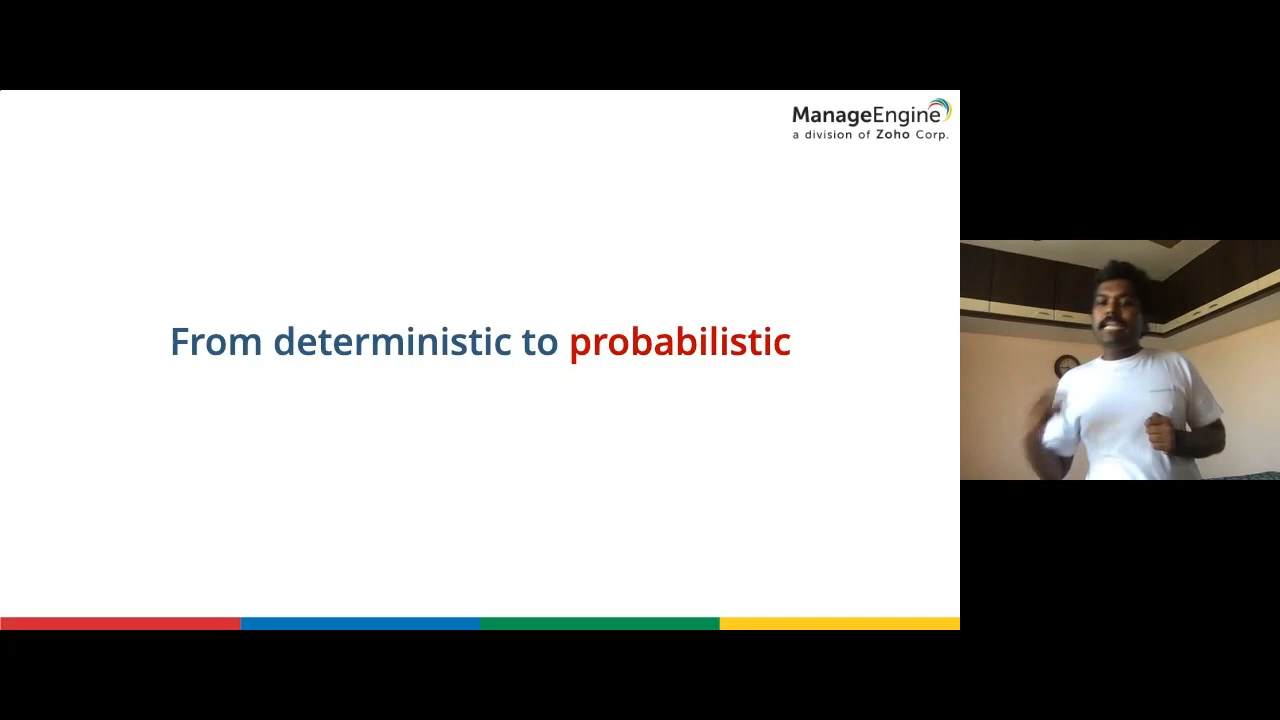 ManageEngine
a division of Zoho Corp.
From deterministic to probabilistic